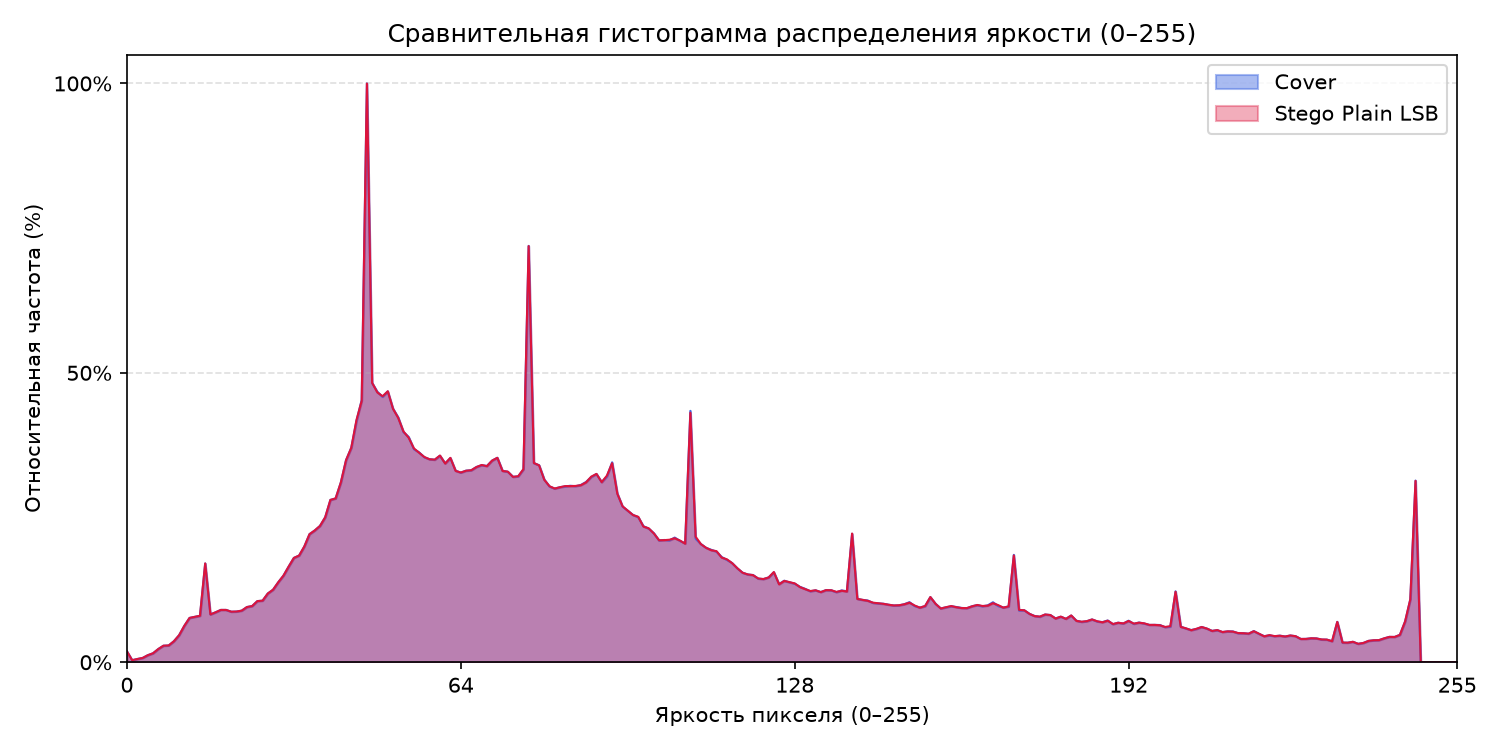 Сравнительная гистограмма распределения яркости (0–255)
Cover
Stego Plain LSB
Относительная частота (%)
100%
50%
0%
0
64
128
192
255
Яркость пикселя (0–255)